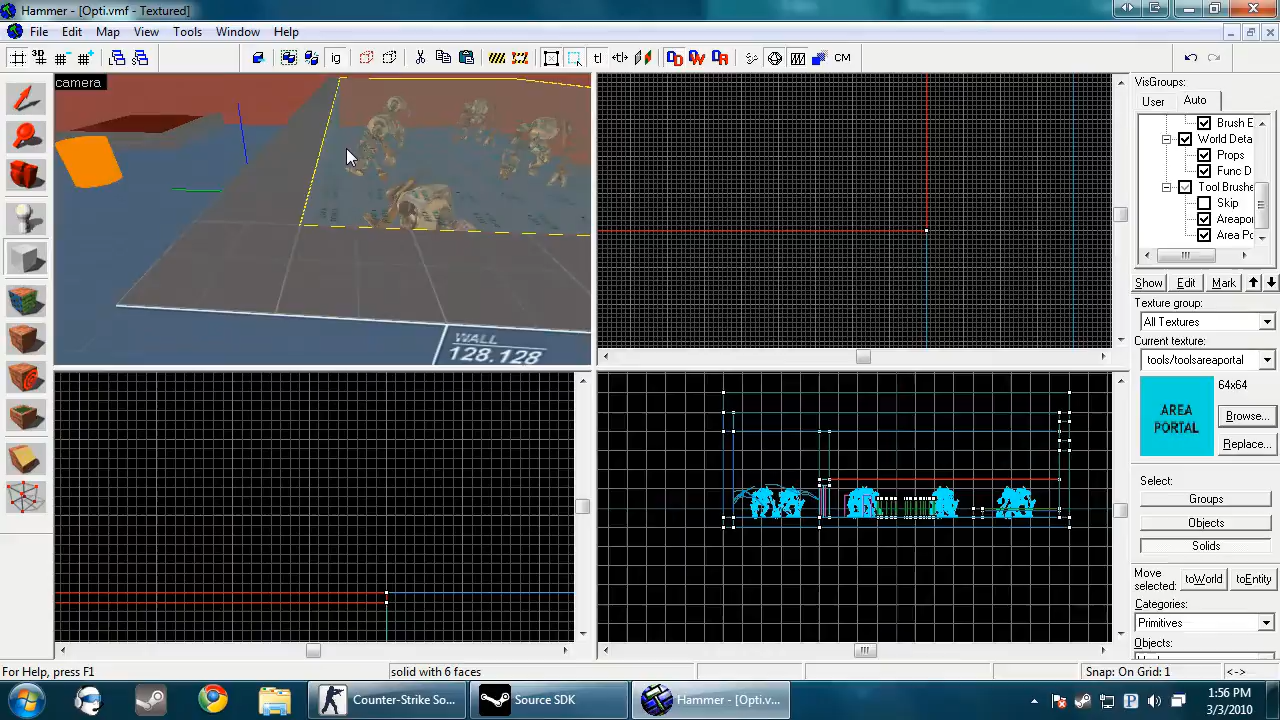 Hammer - [Opti.vmf - Textured]
File Edit Map View Tools Window Help
3D
ig tl CM
camera
WALL
128.128
VisGroups:
User Auto
Brush E
World Deta
Props
Func D
Tool Brushe
Skip
Areapor
Area Po
Show Edit Mark
Texture group:
All Textures
Current texture:
tools/toolsareaportal
AREA
PORTAL
64x64
Browse...
Replace...
Select:
Groups
Objects
Solids
Move
selected:
toWorld
toEntity
Categories:
Primitives
Objects:
For Help, press F1
solid with 6 faces
Snap: On Grid: 1
<->
Counter-Strike So...
Source SDK
Hammer - [Opti.v...
1:56 PM
3/3/2010